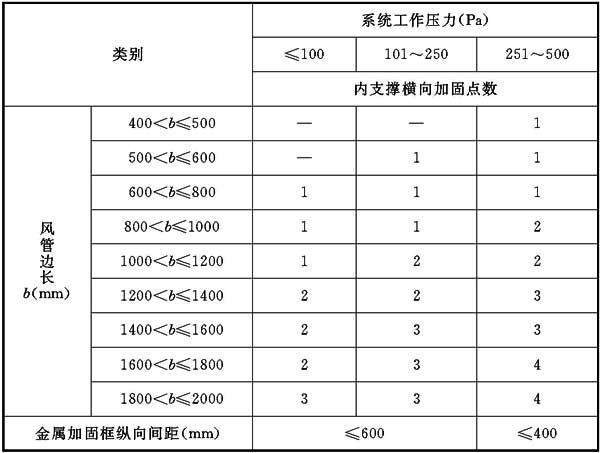 类别 系统工作压力(Pa)
≤100 101～250 251～500
内支撑横向加固点数
风管边长b(mm) 400＜b≤500 — — 1
500＜b≤600 — 1 1
600＜b≤800 1 1 1
800＜b≤1000 1 1 2
1000＜b≤1200 1 2 2
1200＜b≤1400 2 2 3
1400＜b≤1600 2 3 3
1600＜b≤1800 2 3 4
1800＜b≤2000 3 3 4
金属加固框纵向间距(mm) ≤600 ≤400